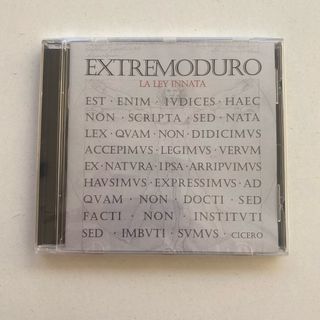 EXTREMODURO
LA LEY INNATA
EST · ENIM · IVDICES · HAEC
NON · SCRIPTA · SED · NATA
LEX · QVAM · NON · DIDICIMVS
ACCEPIMVS · LEGIMVS · VERVM
EX · NATVRA · IPSA · ARRIPVIMVS
HAVSIMVS · EXPRESSIMVS · AD
QVAM · NON · DOCTI · SED
FACTI · NON · INSTITVTI
SED · IMBVTI · SVMVS · CICERO